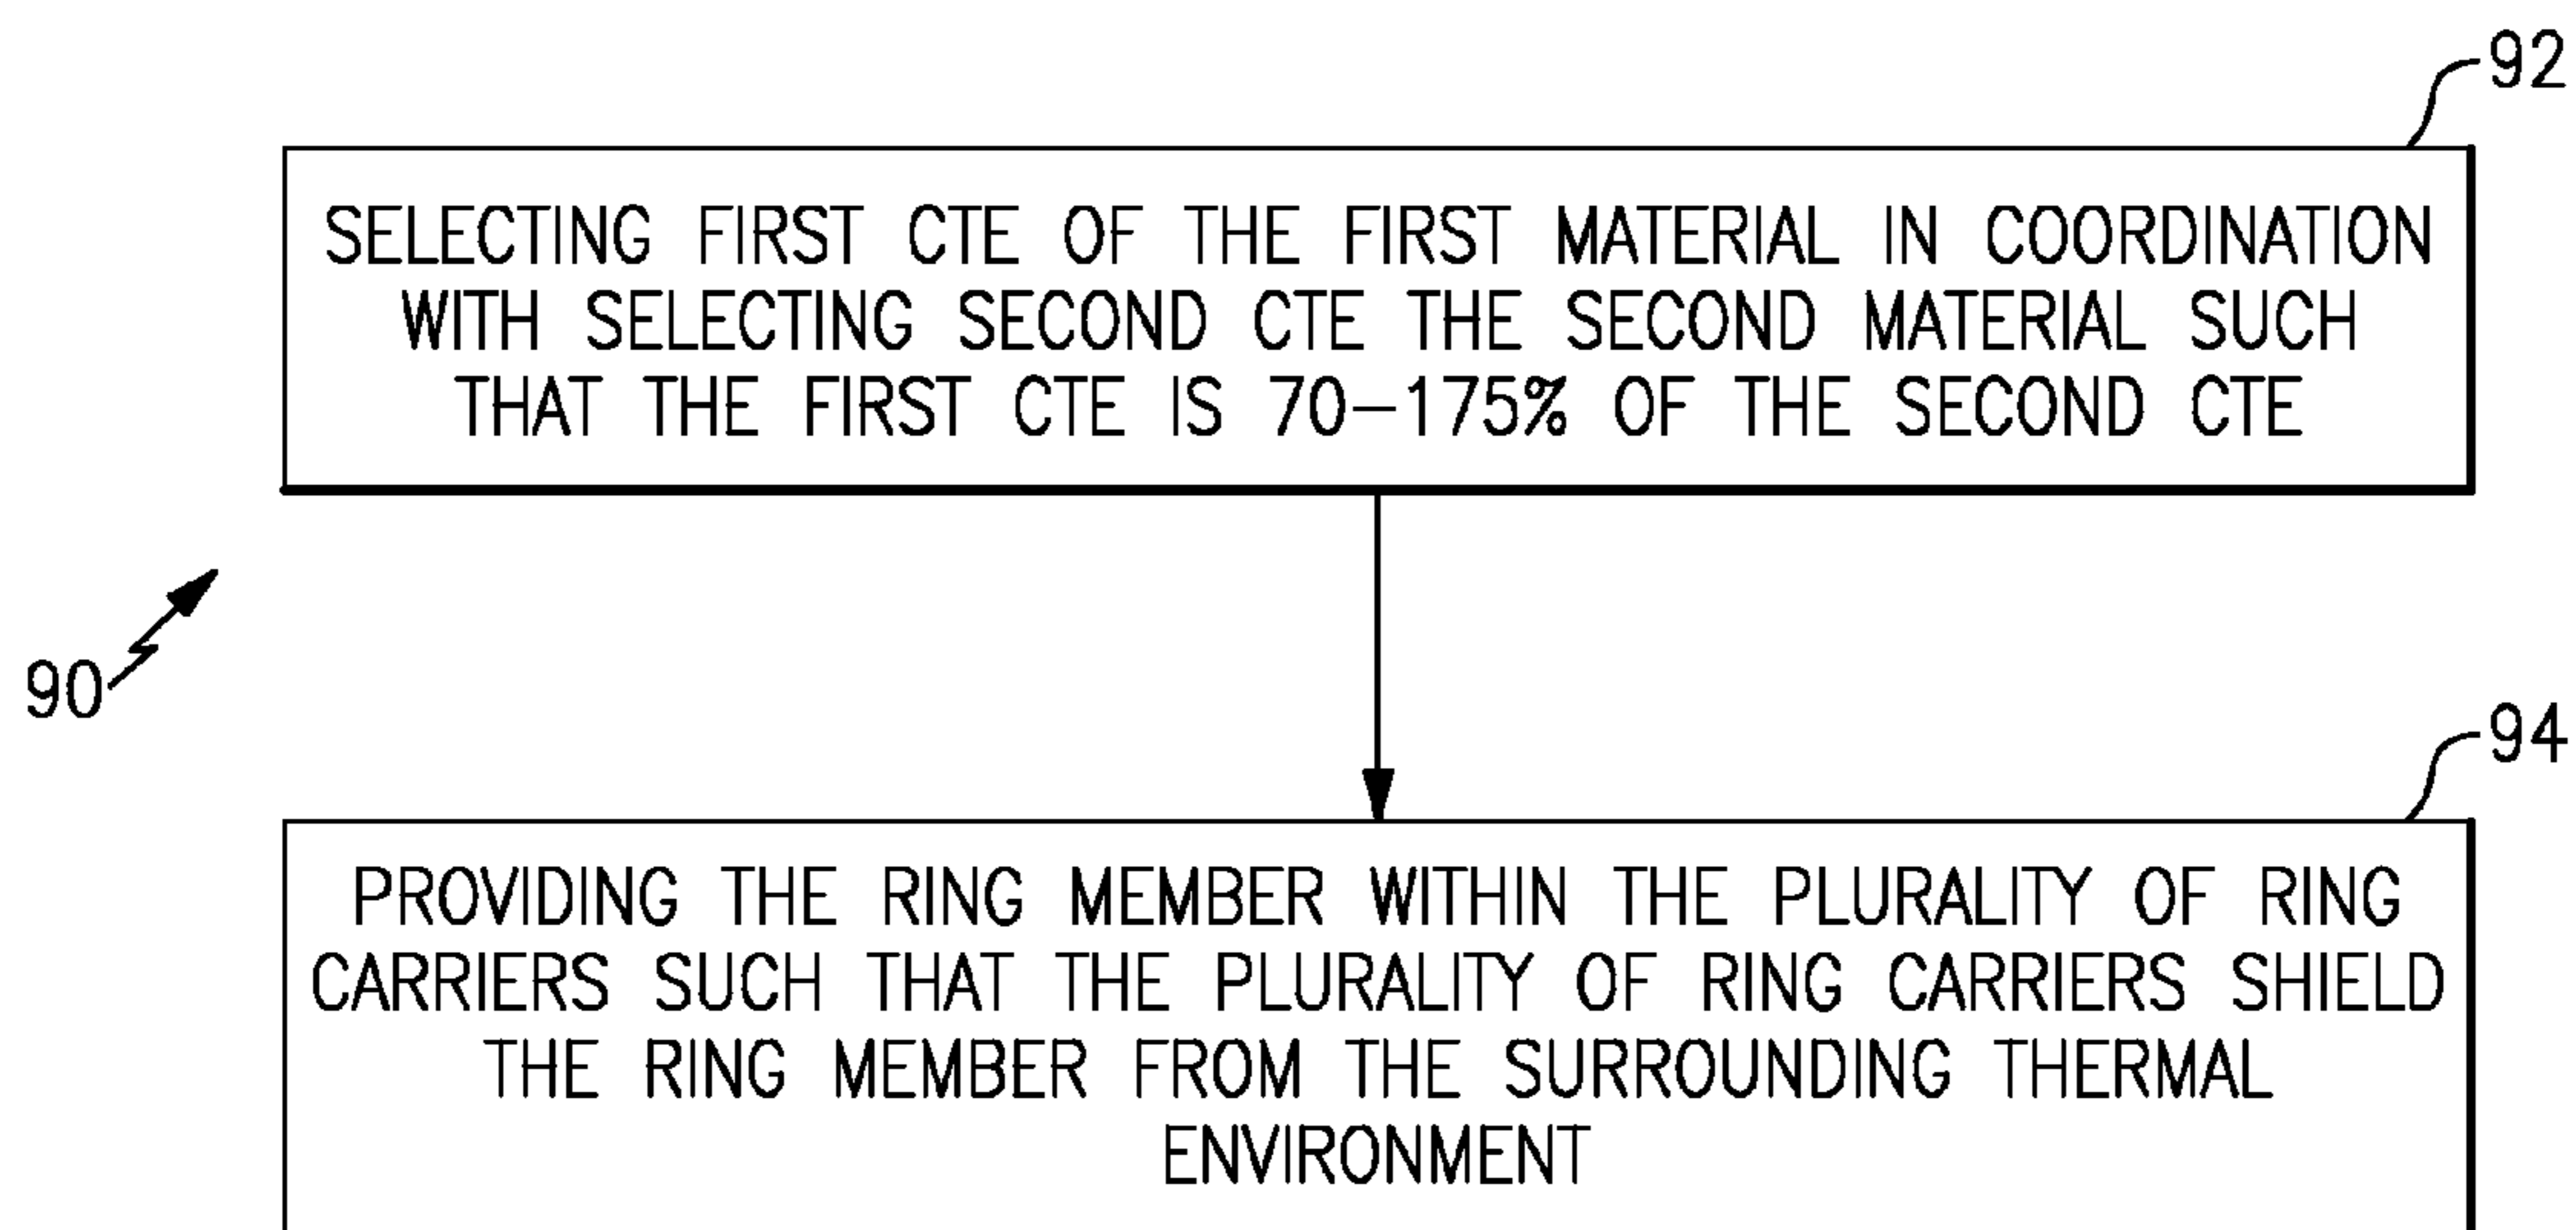 92
SELECTING FIRST CTE OF THE FIRST MATERIAL IN COORDINATION
WITH SELECTING SECOND CTE THE SECOND MATERIAL SUCH
THAT THE FIRST CTE IS 70-175% OF THE SECOND CTE
90
94
PROVIDING THE RING MEMBER WITHIN THE PLURALITY OF RING
CARRIERS SUCH THAT THE PLURALITY OF RING CARRIERS SHIELD
THE RING MEMBER FROM THE SURROUNDING THERMAL
ENVIRONMENT